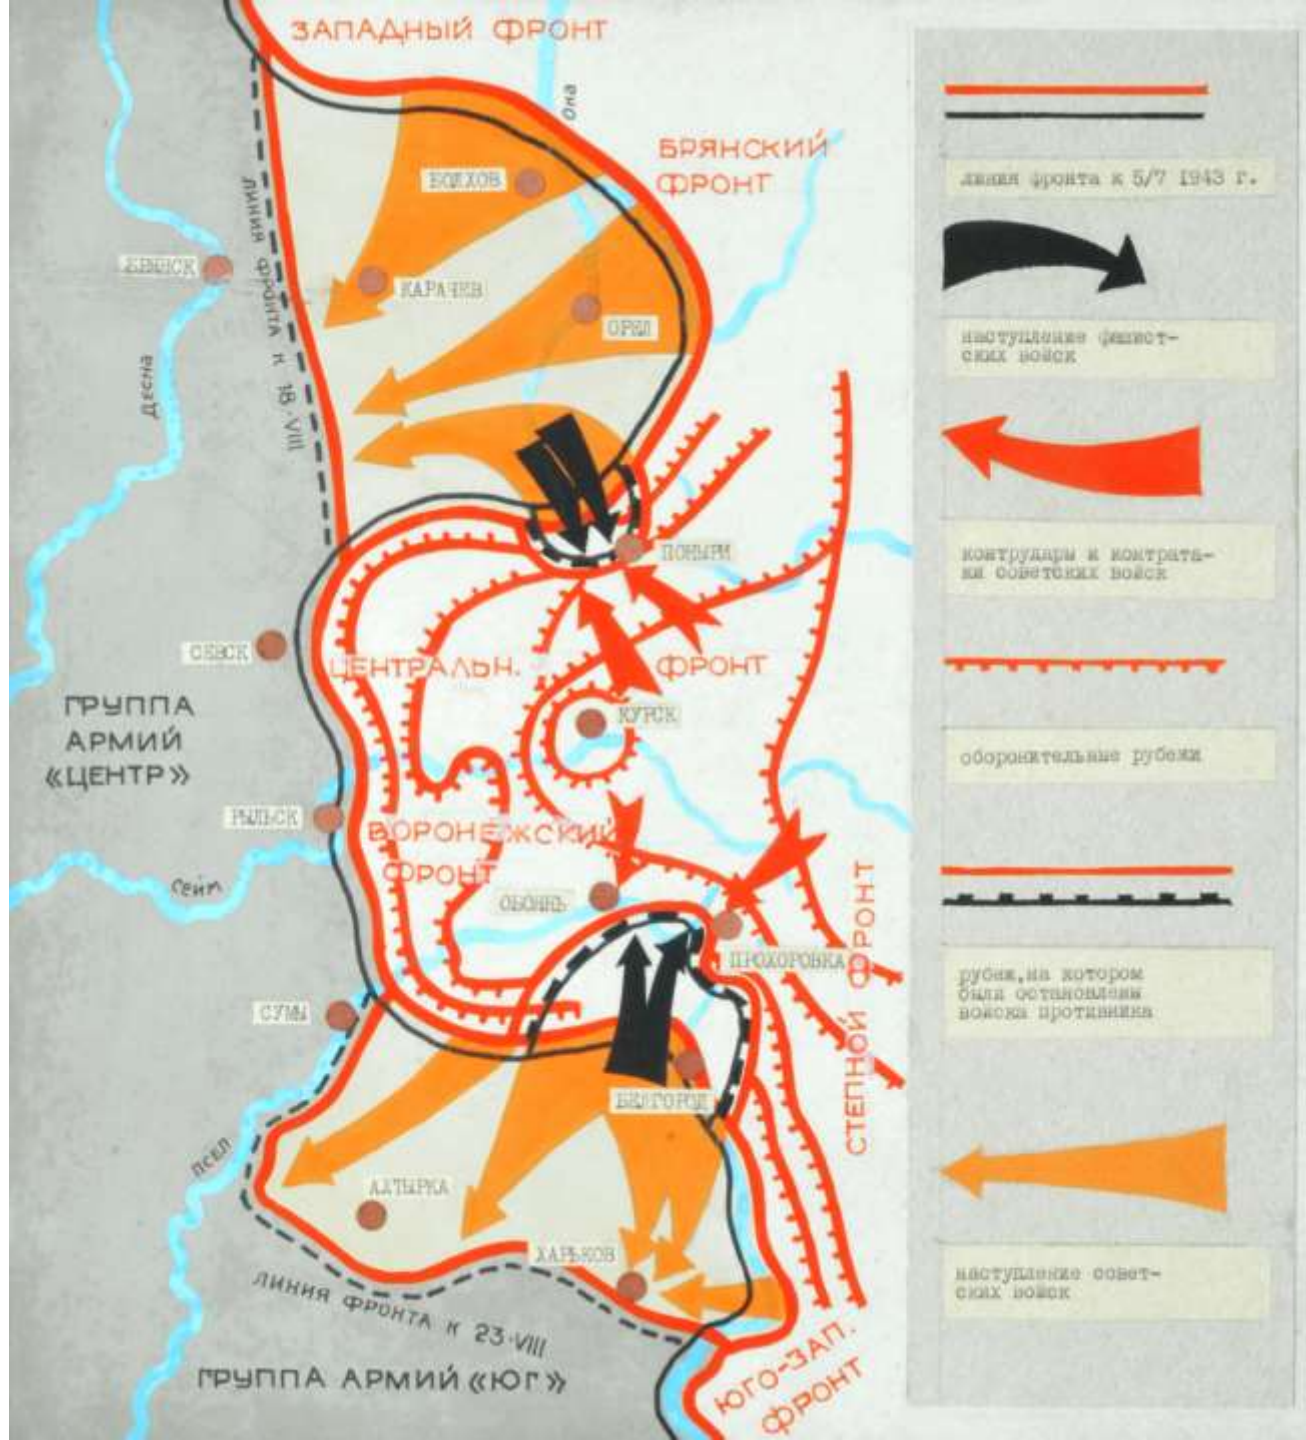 ЗАПАДНЫЙ ФРОНТ
Ока
БРЯНСКИЙ
ФРОНТ
БОЛХОВ
ЛИНИЯ ФРОНТА К 18·VIII
БРЯНСК
КАРАЧЕВ
ОРЕЛ
Десна
ПОНЫРИ
СЕВСК
ЦЕНТРАЛЬН. ФРОНТ
ГРУППА
АРМИЙ
«ЦЕНТР»
КУРСК
РЫЛЬСК
ВОРОНЕЖСКИЙ
ФРОНТ
Сейм
ОБОЯНЬ
ПРОХОРОВКА
СТЕПНОЙ ФРОНТ
СУМЫ
БЕЛГОРОД
ПСЕЛ
АХТЫРКА
ХАРЬКОВ
ЛИНИЯ ФРОНТА К 23·VIII
ГРУППА АРМИЙ «ЮГ»
ЮГО-ЗАП.
ФРОНТ
линия фронта к 5/7 1943 г.
наступление фашист-
ских войск
контрудары и контрата-
ки советских войск
оборонительные рубежи
рубеж,на котором
были остановлены
войска противника
наступление совет-
ских войск